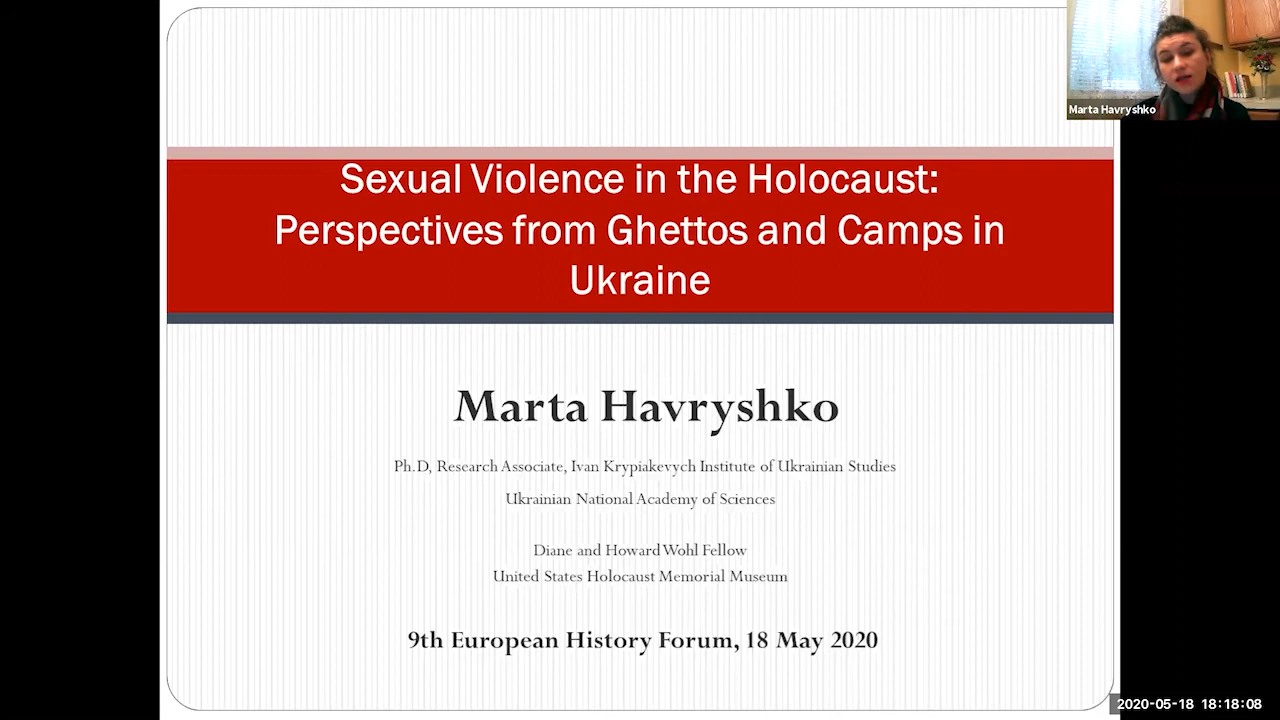 Marta Havryshko
Sexual Violence in the Holocaust:
Perspectives from Ghettos and Camps in
Ukraine
Marta Havryshko
Ph.D, Research Associate, Ivan Krypiakevych Institute of Ukrainian Studies
Ukrainian National Academy of Sciences
Diane and Howard Wohl Fellow
United States Holocaust Memorial Museum
9th European History Forum, 18 May 2020
2020-05-18 18:18:08